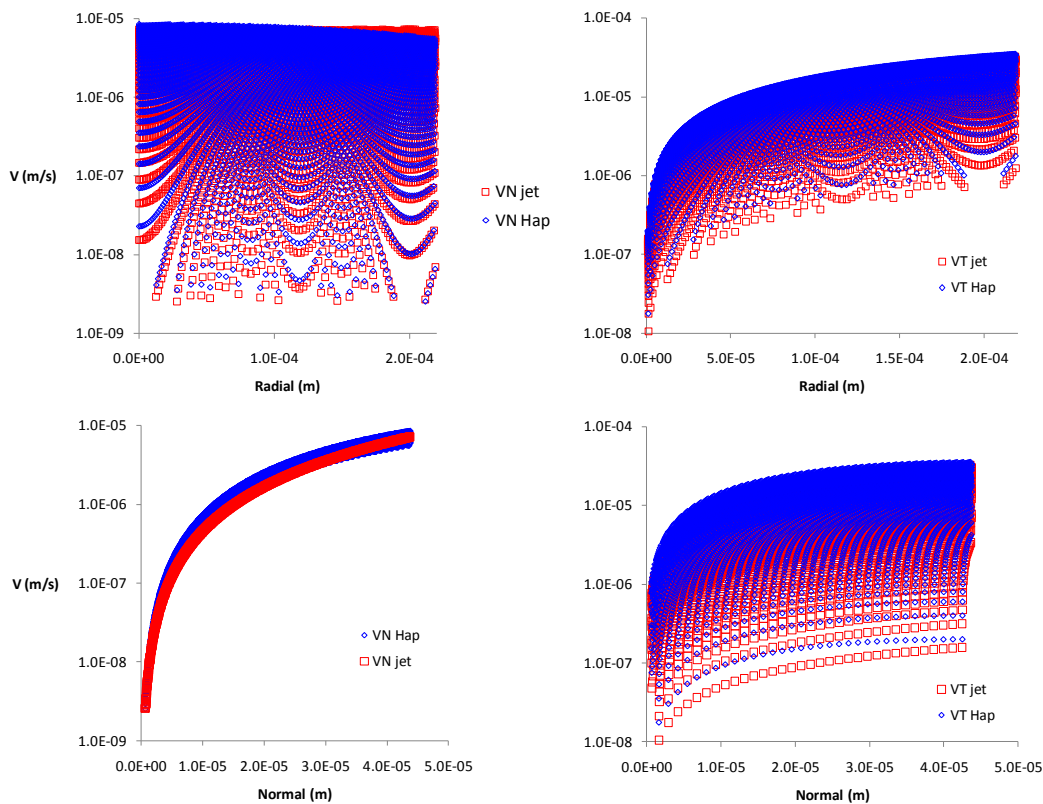 1.0E-05
1.0E-06
1.0E-07
1.0E-08
1.0E-09
V (m/s)
0.0E+00 1.0E-04 2.0E-04
Radial (m)
VN jet
VN Hap
1.0E-04
1.0E-05
1.0E-06
1.0E-07
1.0E-08
0.0E+00 5.0E-05 1.0E-04 1.5E-04 2.0E-04
Radial (m)
VT jet
VT Hap
1.0E-05
1.0E-06
1.0E-07
1.0E-08
1.0E-09
V (m/s)
0.0E+00 1.0E-05 2.0E-05 3.0E-05 4.0E-05 5.0E-05
Normal (m)
VN Hap
VN jet
1.0E-04
1.0E-05
1.0E-06
1.0E-07
1.0E-08
0.0E+00 1.0E-05 2.0E-05 3.0E-05 4.0E-05 5.0E-05
Normal (m)
VT jet
VT Hap